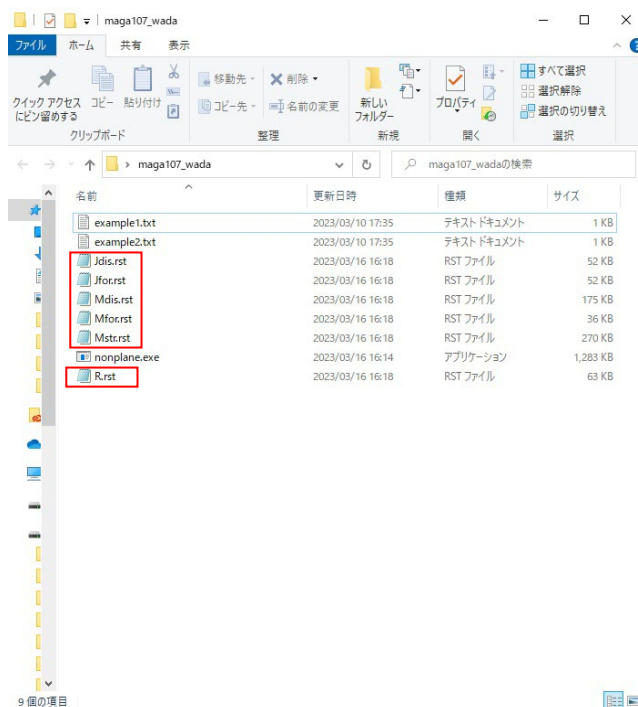 maga107_wada
ファイル ホーム 共有 表示
クイック アクセス にピン留めする
コピー
貼り付け
移動先
コピー先
削除
名前の変更
新しい フォルダー
プロパティ
すべて選択
選択解除
選択の切り替え
クリップボード 整理 新規 開く 選択
maga107_wada
maga107_wadaの検索
名前 更新日時 種類 サイズ
example1.txt 2023/03/10 17:35 テキスト ドキュメント 1 KB
example2.txt 2023/03/10 17:35 テキスト ドキュメント 1 KB
Jdis.rst 2023/03/16 16:18 RST ファイル 52 KB
Jfor.rst 2023/03/16 16:18 RST ファイル 52 KB
Mdis.rst 2023/03/16 16:18 RST ファイル 175 KB
Mfor.rst 2023/03/16 16:18 RST ファイル 36 KB
Mstr.rst 2023/03/16 16:18 RST ファイル 270 KB
nonplane.exe 2023/03/16 16:14 アプリケーション 1,283 KB
R.rst 2023/03/16 16:18 RST ファイル 63 KB
9 個の項目